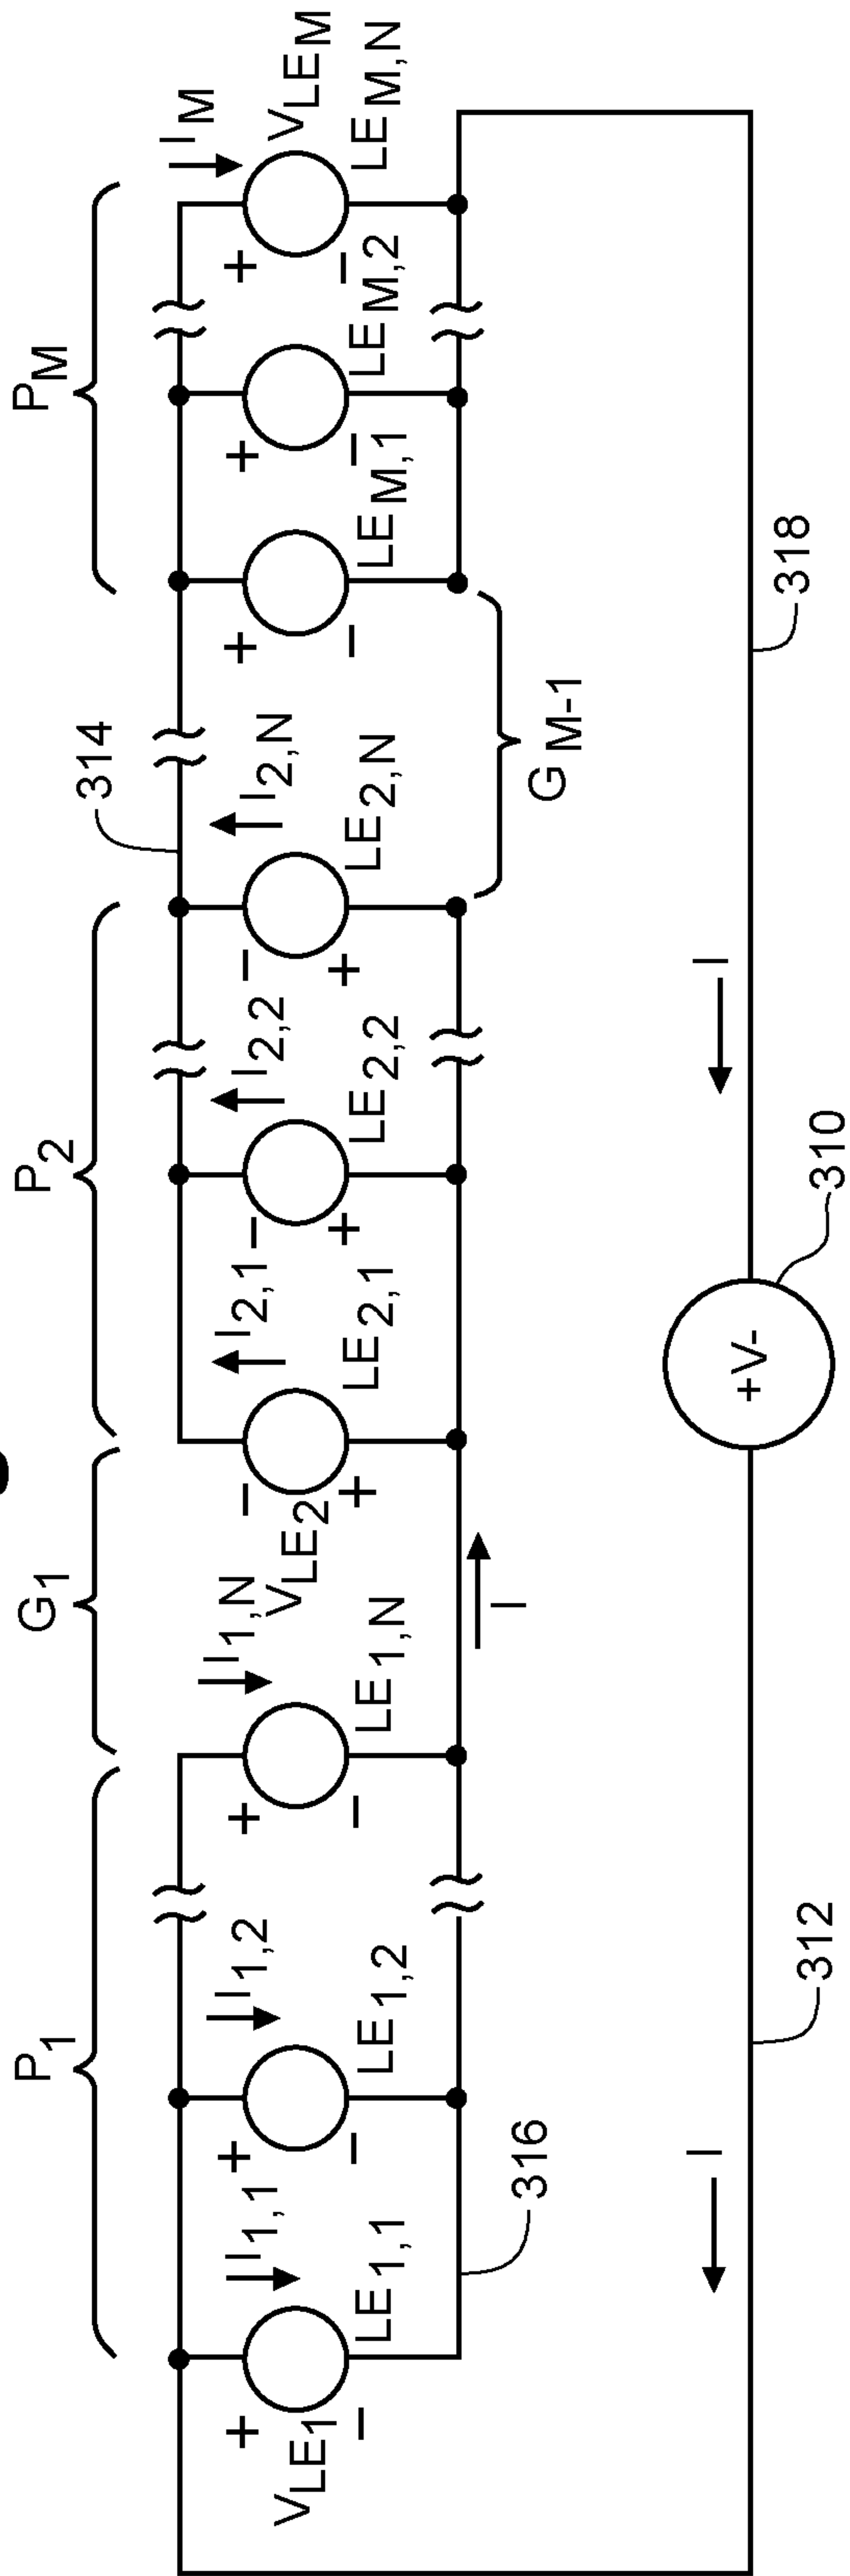 P1 G1 P2 PM
314
IM
I1,1 I1,2 I1,N I2,1 I2,2 I2,N
+ + + − − − + + +
VLE1 VLE2 VLEM
− − − + + + − − −
LE1,1 LE1,2 LE1,N LE2,1 LE2,2 LE2,N LEM,1 LEM,2 LEM,N
316 I GM-1
I I
+V-
312 310 318